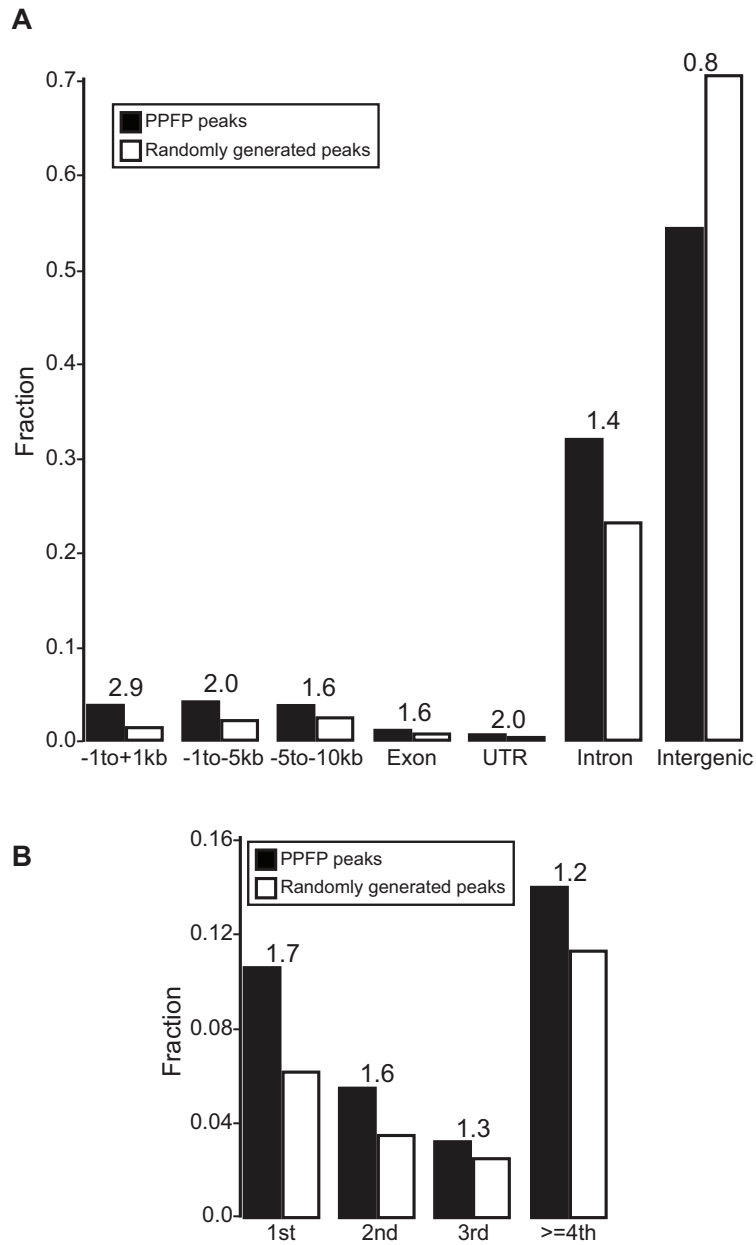 A
0.8
0.7
PPFP peaks
Randomly generated peaks
0.6
0.5
0.4
1.4
Fraction
0.3
0.2
0.1
2.9
2.0
1.6
1.6
2.0
0.0
-1to+1kb -1to-5kb -5to-10kb Exon UTR Intron Intergenic
B
0.16
PPFP peaks
Randomly generated peaks
1.2
0.12
1.7
Fraction
0.08
1.6
0.04
1.3
0.0
1st 2nd 3rd >=4th